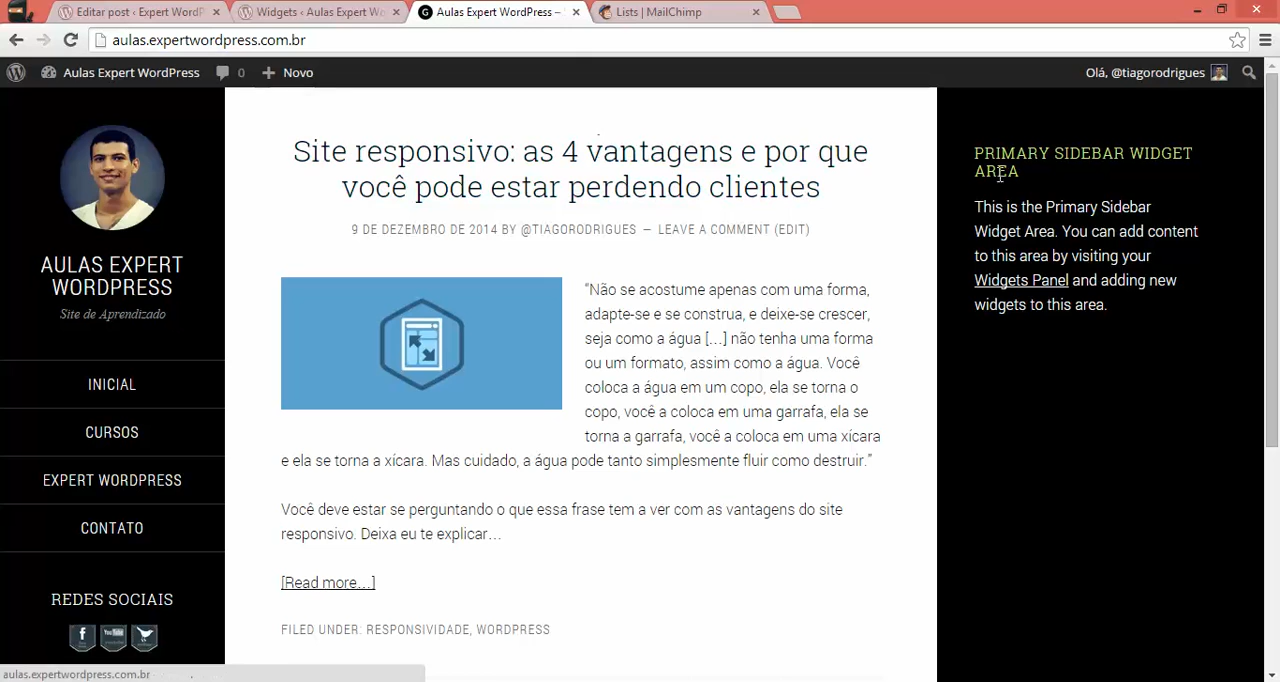 Editar post ‹ Expert WordP
Widgets ‹ Aulas Expert Wo
Aulas Expert WordPress –
Lists | MailChimp
aulas.expertwordpress.com.br
Aulas Expert WordPress
0
Novo
Olá, @tiagorodrigues
AULAS EXPERT
WORDPRESS
Site de Aprendizado
INICIAL
CURSOS
EXPERT WORDPRESS
CONTATO
REDES SOCIAIS
Site responsivo: as 4 vantagens e por que
você pode estar perdendo clientes
9 DE DEZEMBRO DE 2014 BY @TIAGORODRIGUES — LEAVE A COMMENT (EDIT)
“Não se acostume apenas com uma forma,
adapte-se e se construa, e deixe-se crescer,
seja como a água […] não tenha uma forma
ou um formato, assim como a água. Você
coloca a água em um copo, ela se torna o
copo, você a coloca em uma garrafa, ela se
torna a garrafa, você a coloca em uma xícara
e ela se torna a xícara. Mas cuidado, a água pode tanto simplesmente fluir como destruir.”
Você deve estar se perguntando o que essa frase tem a ver com as vantagens do site
responsivo. Deixa eu te explicar…
[Read more…]
FILED UNDER: RESPONSIVIDADE, WORDPRESS
PRIMARY SIDEBAR WIDGET
AREA
This is the Primary Sidebar
Widget Area. You can add content
to this area by visiting your
Widgets Panel and adding new
widgets to this area.
aulas.expertwordpress.com.br